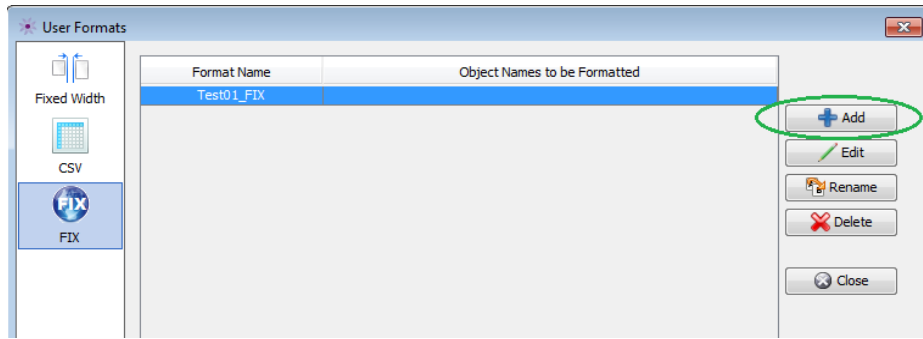 User Formats
Fixed Width
CSV
FIX
FIX
Format Name Object Names to be Formatted
Test01_FIX
Add
Edit
Rename
Delete
Close